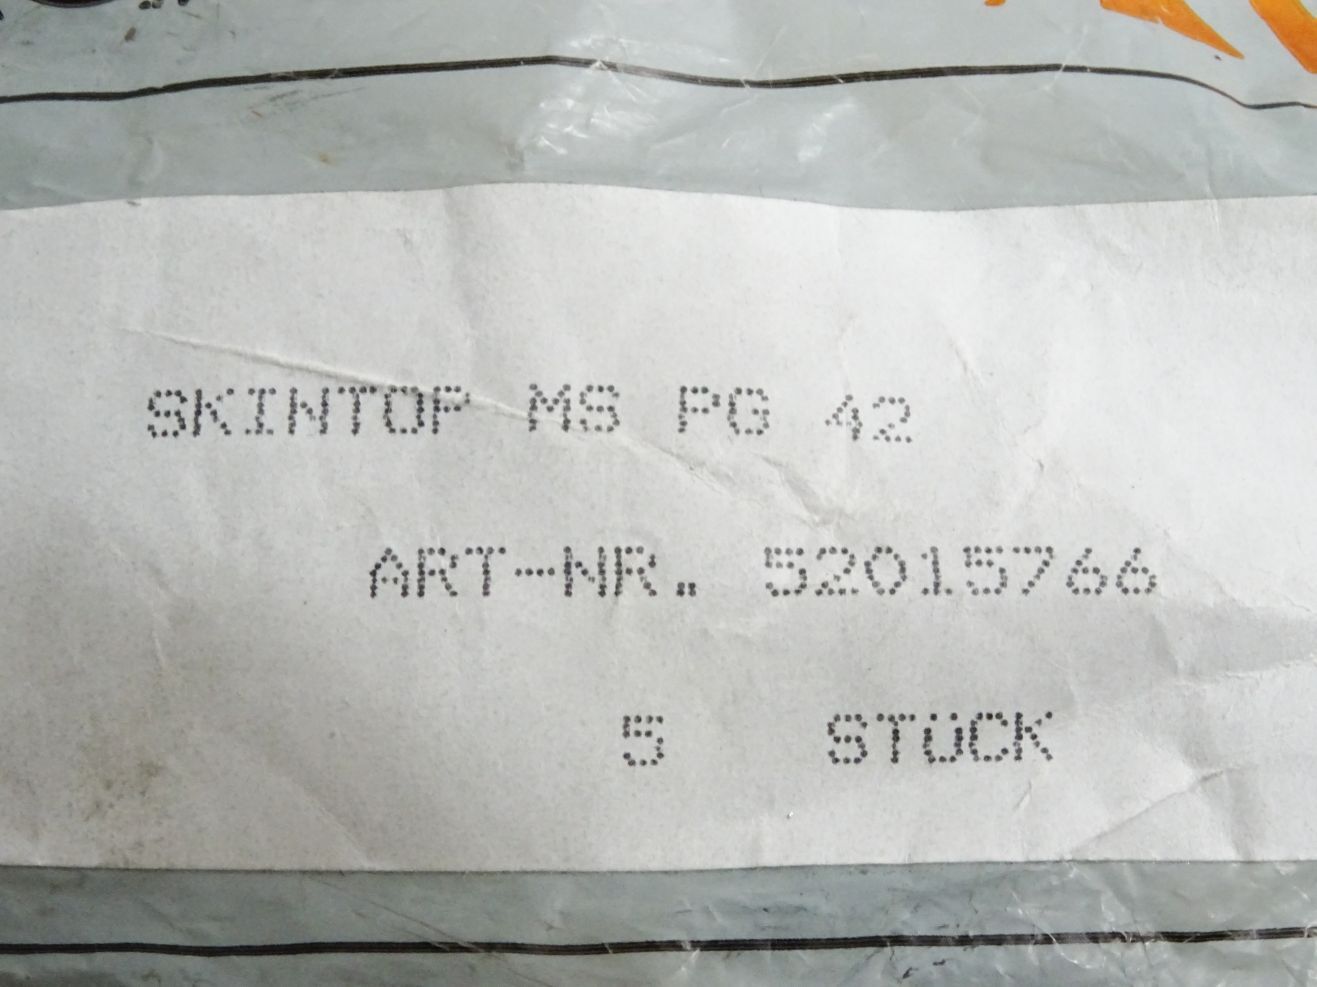 SKINTOP MS PG 42
ART-NR. 52015766
5 STÜCK